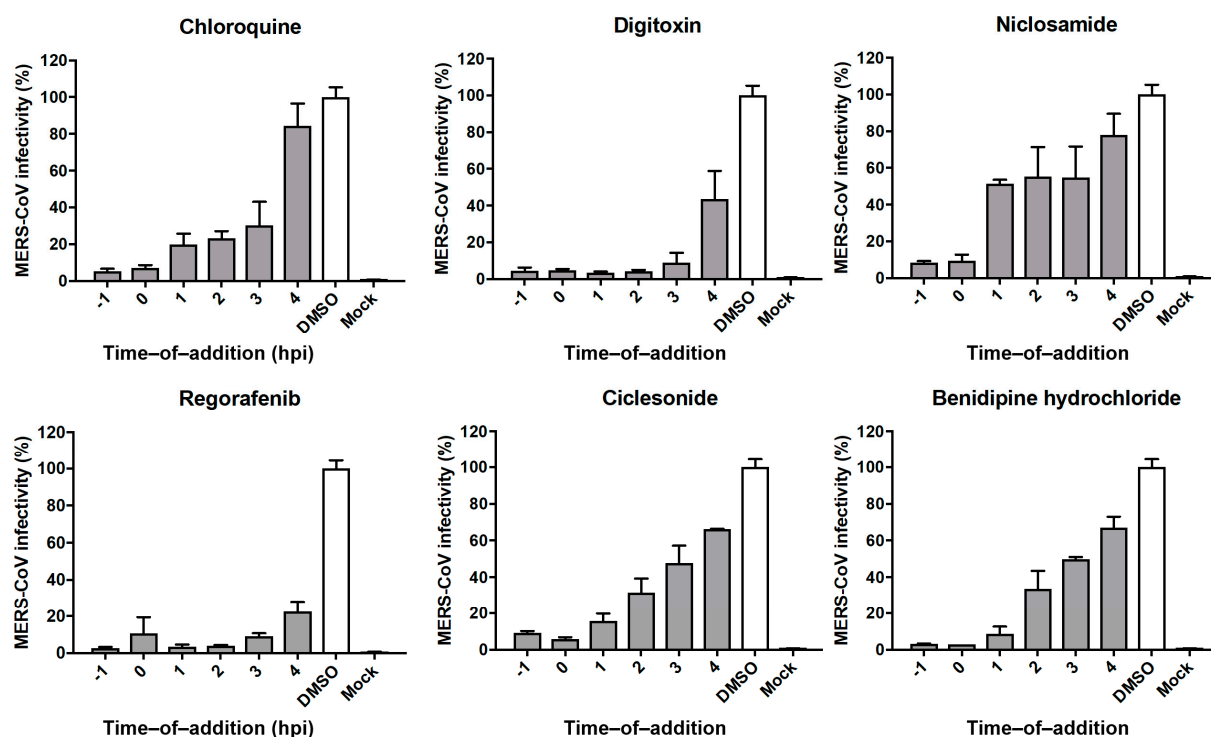 Chloroquine
MERS-CoV infectivity (%)
120
100
80
60
40
20
0
-1 0 1 2 3 4 DMSO Mock
Time–of–addition (hpi)
Digitoxin
MERS-CoV infectivity (%)
120
100
80
60
40
20
0
-1 0 1 2 3 4 DMSO Mock
Time–of–addition
Niclosamide
MERS-CoV infectivity (%)
120
100
80
60
40
20
0
-1 0 1 2 3 4 DMSO Mock
Time–of–addition
Regorafenib
MERS-CoV infectivity (%)
120
100
80
60
40
20
0
-1 0 1 2 3 4 DMSO Mock
Time–of–addition (hpi)
Ciclesonide
MERS-CoV infectivity (%)
120
100
80
60
40
20
0
-1 0 1 2 3 4 DMSO Mock
Time–of–addition
Benidipine hydrochloride
MERS-CoV infectivity (%)
120
100
80
60
40
20
0
-1 0 1 2 3 4 DMSO Mock
Time–of–addition